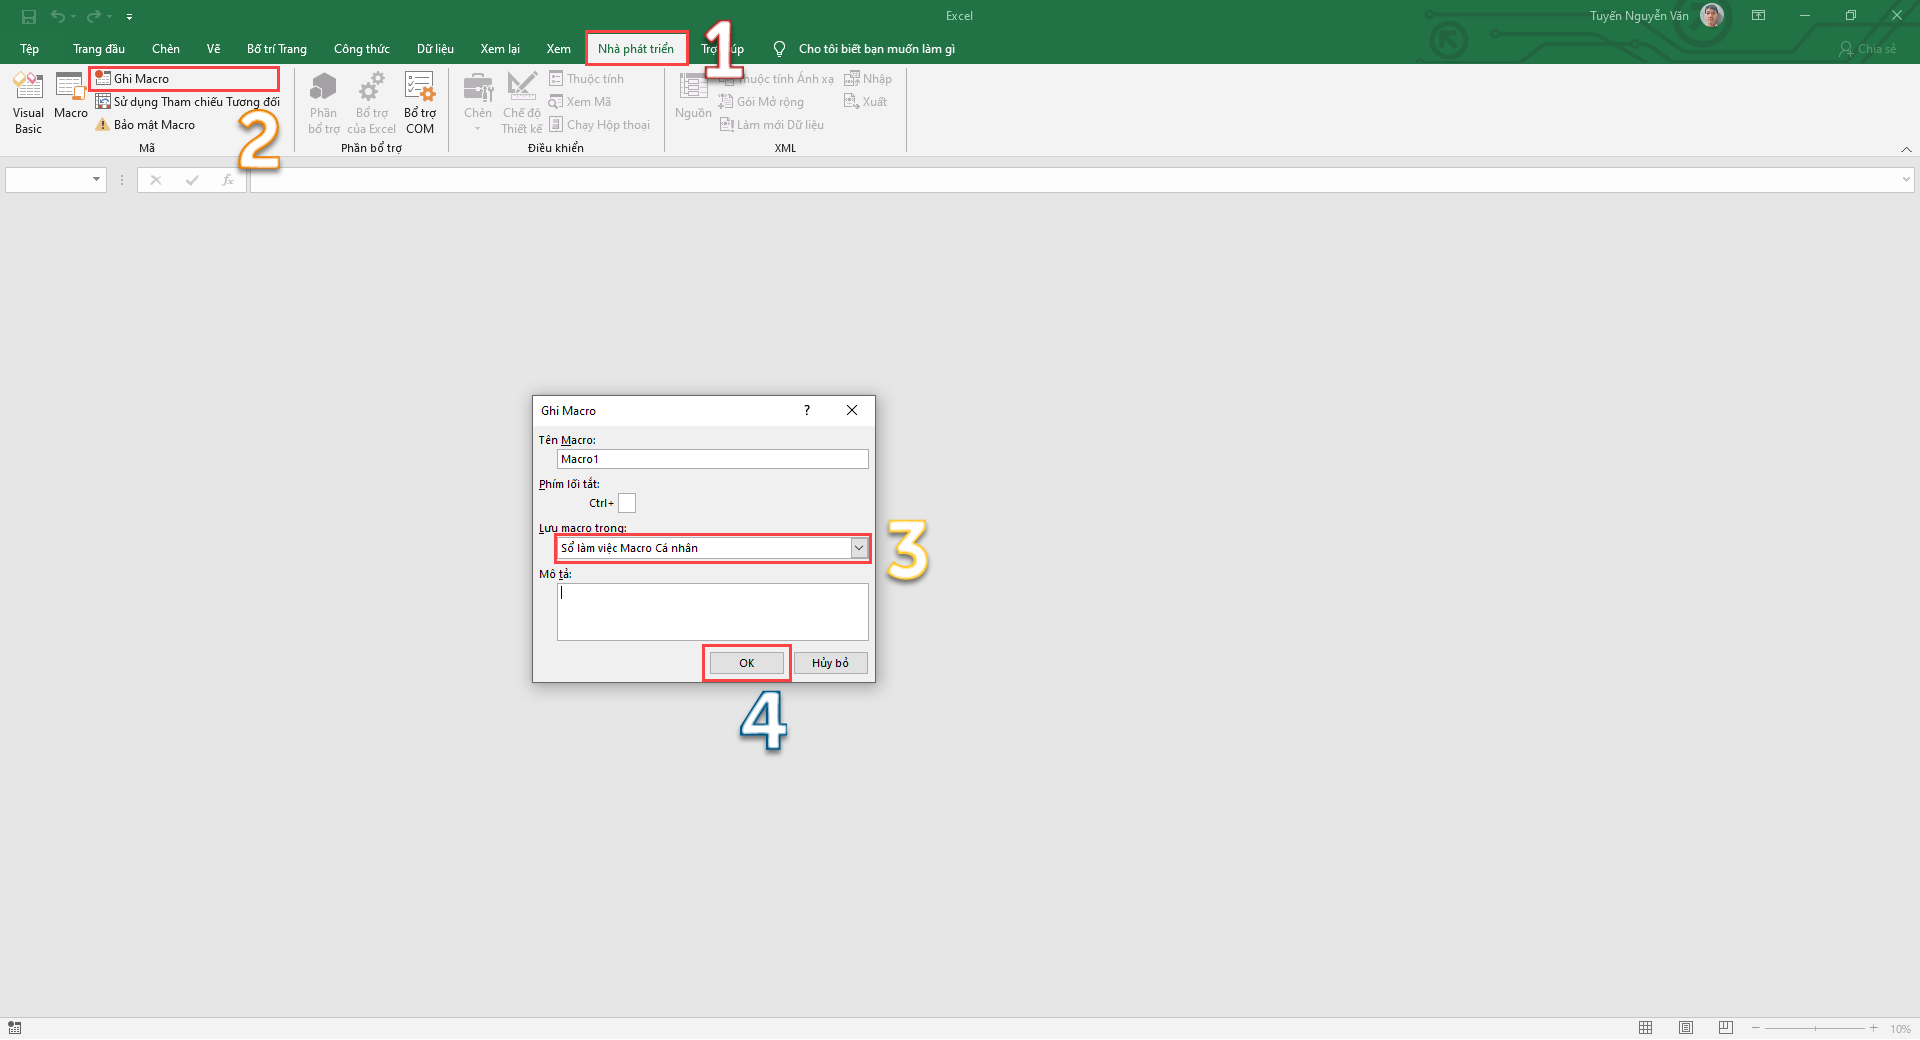 Excel
Tuyến Nguyễn Văn
Tệp
Trang đầu
Chèn
Vẽ
Bố trí Trang
Công thức
Dữ liệu
Xem lại
Xem
Nhà phát triển
1
Cho tôi biết bạn muốn làm gì
Chia sẻ
Visual
Basic
Macro
Ghi Macro
Sử dụng Tham chiếu Tương đối
Bảo mật Macro
Mã
2
Phần
bổ trợ
Bổ trợ
của Excel
Bổ trợ
COM
Phần bổ trợ
Chèn
Chế độ
Thiết kế
Thuộc tính
Xem Mã
Chạy Hộp thoại
Điều khiển
Nguồn
Thuộc tính Ánh xạ
Gói Mở rộng
Làm mới Dữ liệu
Nhập
Xuất
XML
fx
Ghi Macro
?
Tên Macro:
Macro1
Phím lối tắt:
Ctrl+
Lưu macro trong:
Sổ làm việc Macro Cá nhân
3
Mô tả:
OK
Hủy bỏ
4
10%